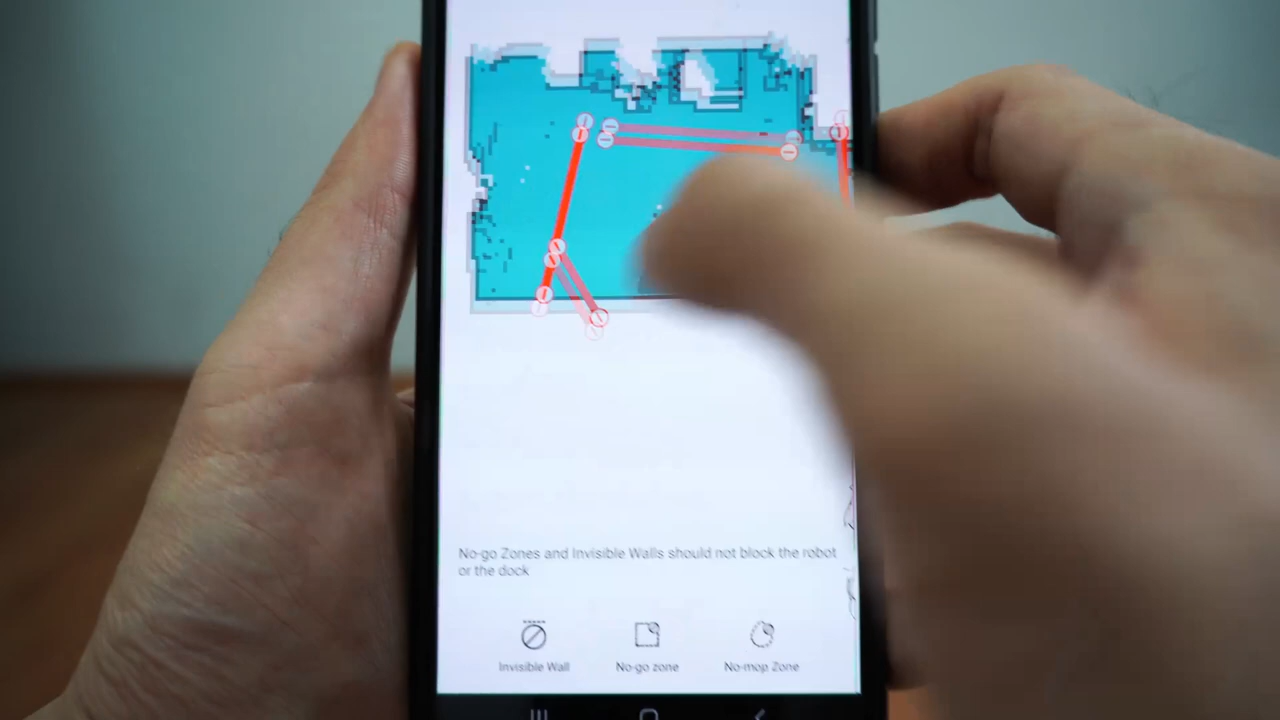 No-go Zones and Invisible Walls should not block the robot
or the dock
Invisible Wall
No-go zone
No-mop Zone